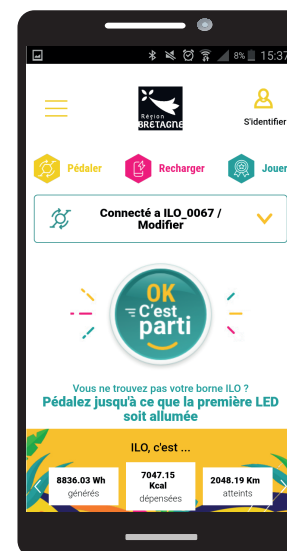 8% 15:37
Région
BRETAGNE
S'identifier
Pédaler
Recharger
Jouer
Connecté a ILO_0067 /
Modifier
OK
C'est
parti
Vous ne trouvez pas votre borne ILO ?
Pédalez jusqu'à ce que la première LED
soit allumée
ILO, c'est ...
8836.03 Wh
générés
7047.15
Kcal
dépensées
2048.19 Km
atteints